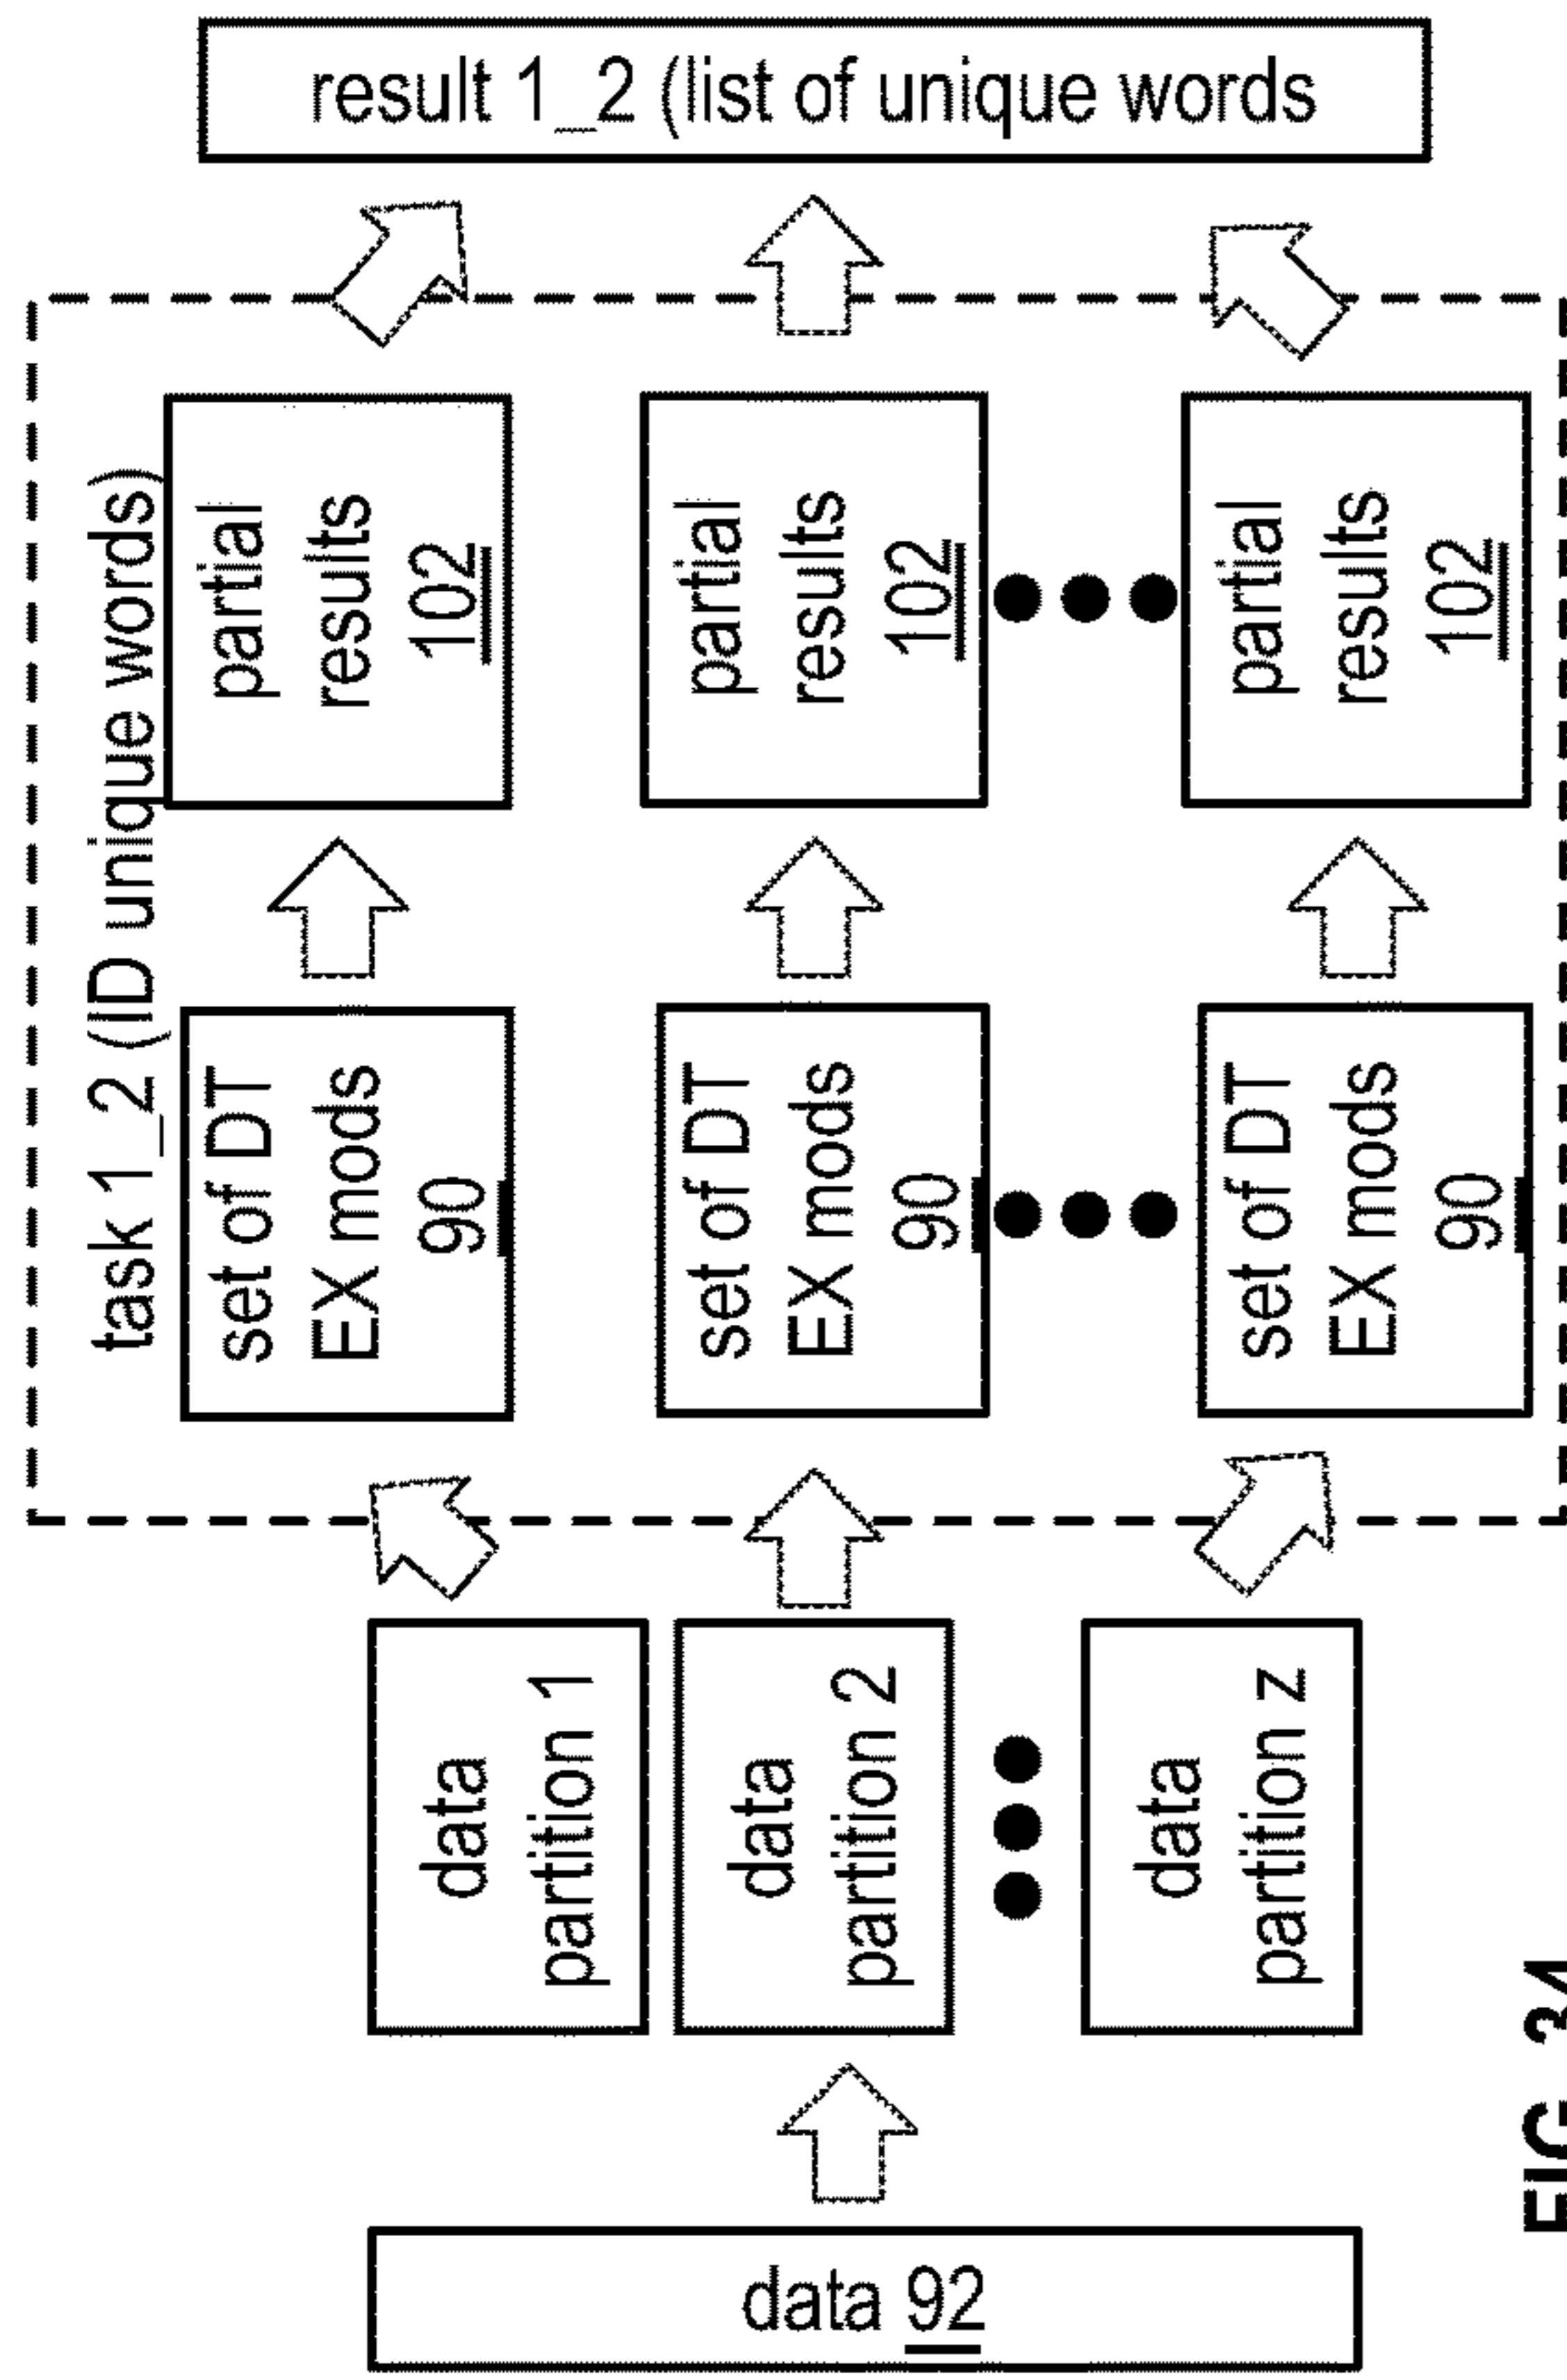 result 1_2 (list of unique words
task 1_2 (ID unique words)
partial
results
102
partial
results
102
partial
results
102
set of DT
EX mods
90
set of DT
EX mods
90
set of DT
EX mods
90
data
partition 1
data
partition 2
data
partition z
data 92
FIG. 34